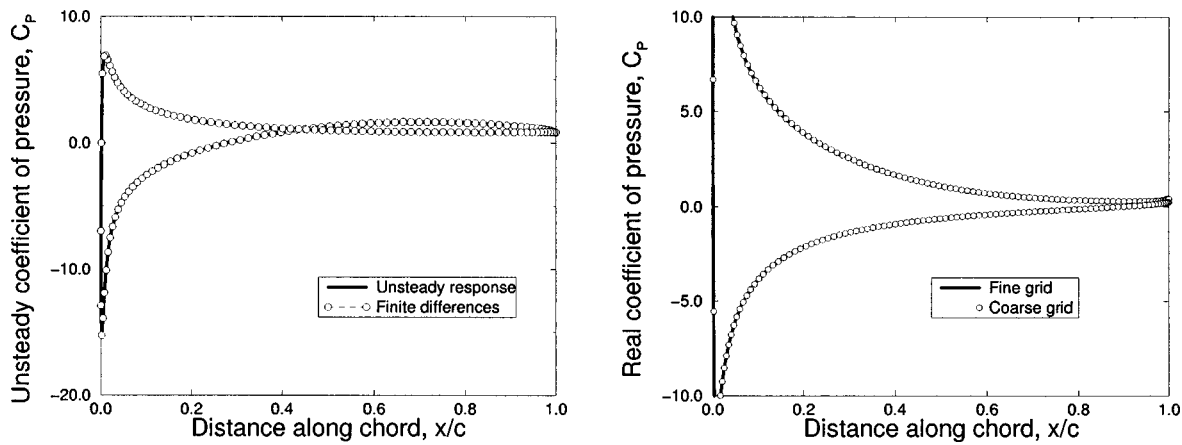 Unsteady coefficient of pressure, C_P
10.0
0.0
−10.0
−20.0
0.0 0.2 0.4 0.6 0.8 1.0
Distance along chord, x/c
Unsteady response
Finite differences
Real coefficient of pressure, C_P
10.0
5.0
0.0
−5.0
−10.0
0.0 0.2 0.4 0.6 0.8 1.0
Distance along chord, x/c
Fine grid
Coarse grid